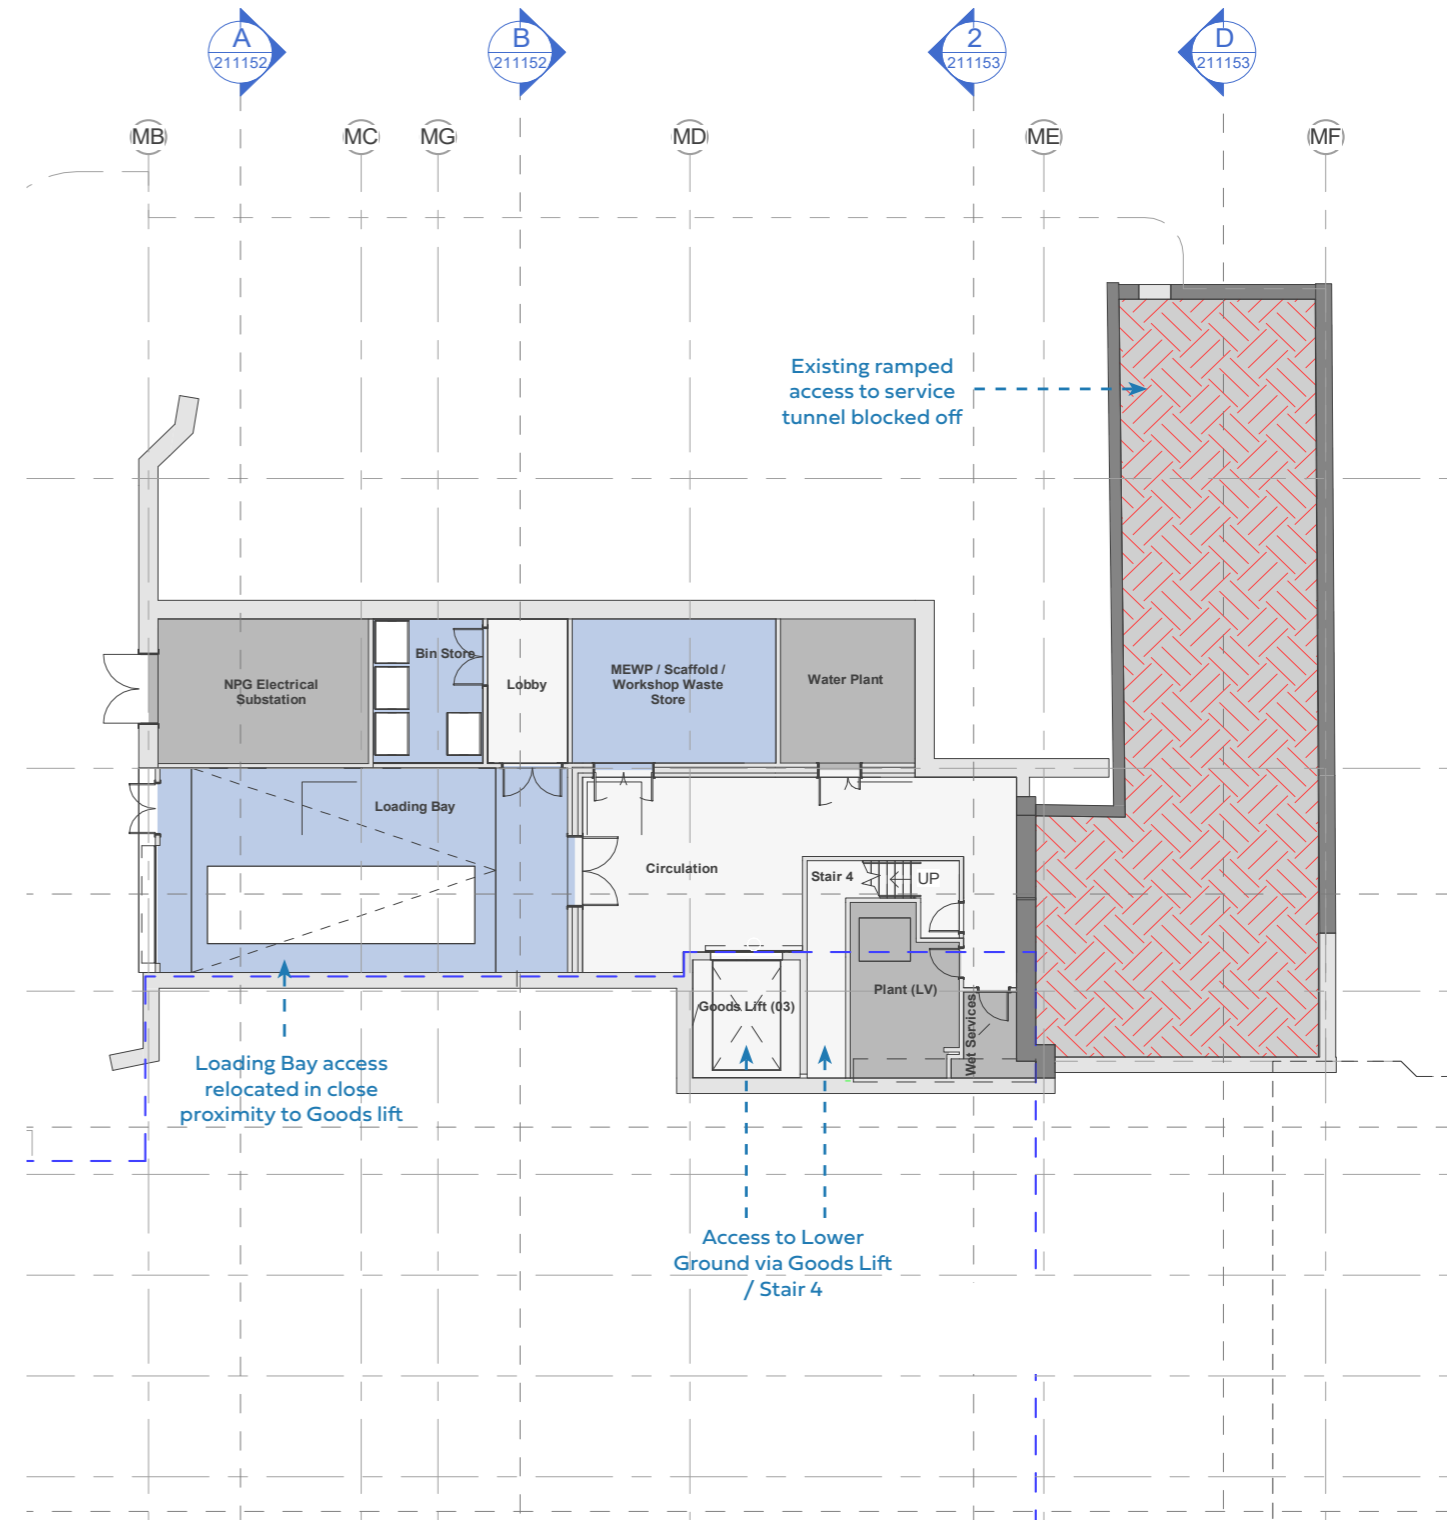 A
211152
B
211152
2
211153
D
211153
MB
MC
MG
MD
ME
MF
Existing ramped
access to service
tunnel blocked off
NPG Electrical
Substation
Bin Store
Lobby
MEWP / Scaffold /
Workshop Waste
Store
Water Plant
Loading Bay
Circulation
Stair 4
UP
Goods Lift (03)
Plant (LV)
Wet Services
Loading Bay access
relocated in close
proximity to Goods lift
Access to Lower
Ground via Goods Lift
/ Stair 4